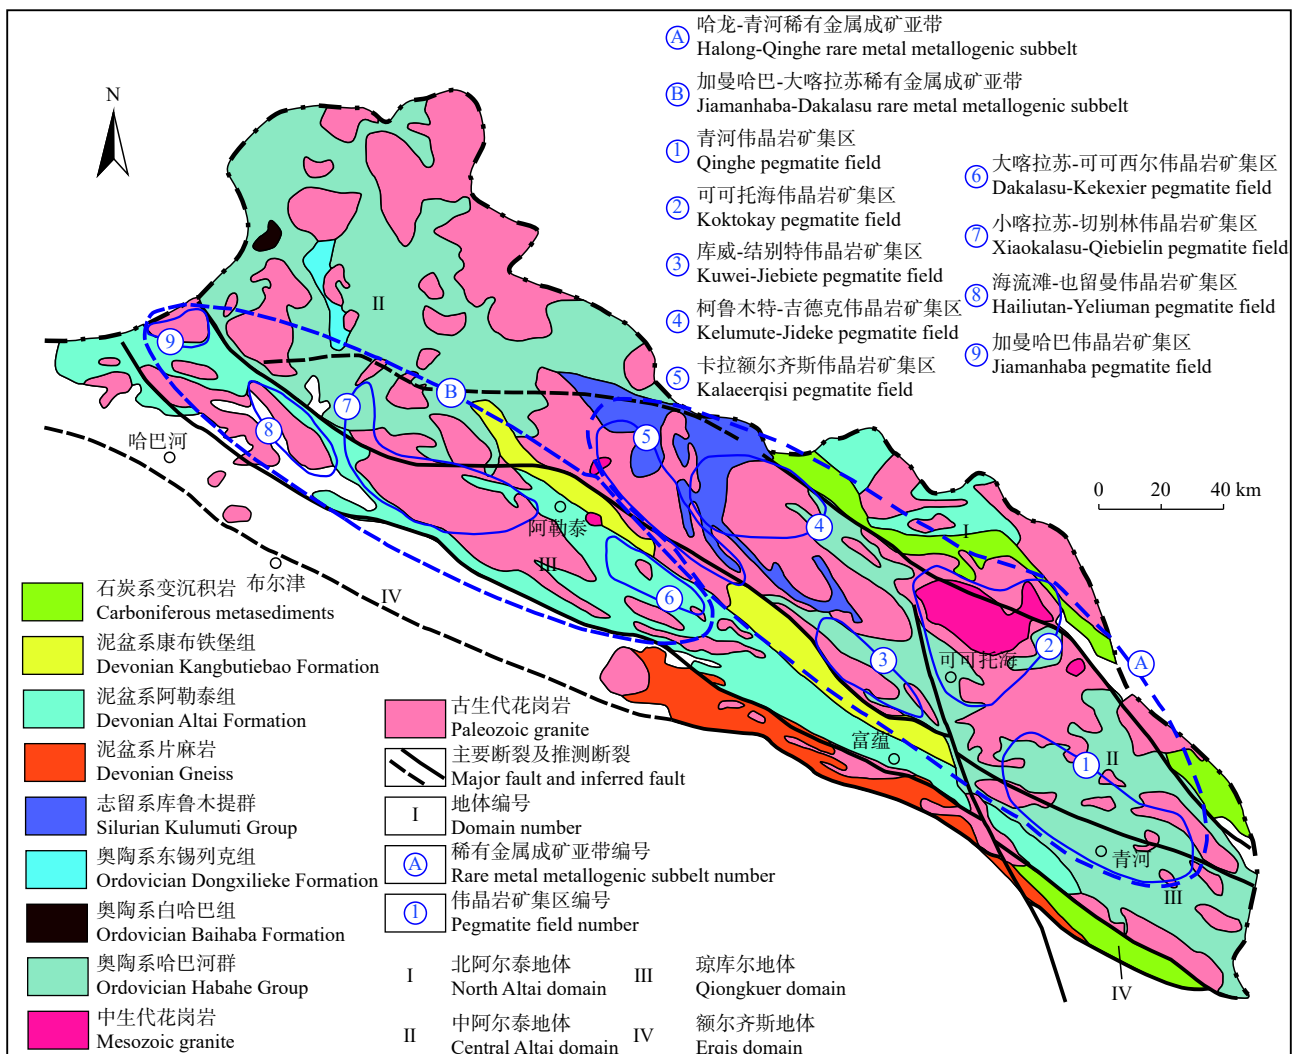 N
Ⓐ 哈龙-青河稀有金属成矿亚带
Halong-Qinghe rare metal metallogenic subbelt
Ⓑ 加曼哈巴-大喀拉苏稀有金属成矿亚带
Jiamanhaba-Dakalasu rare metal metallogenic subbelt
① 青河伟晶岩矿集区
Qinghe pegmatite field
② 可可托海伟晶岩矿集区
Koktokay pegmatite field
③ 库威-结别特伟晶岩矿集区
Kuwei-Jiebiete pegmatite field
④ 柯鲁木特-吉德克伟晶岩矿集区
Kelumute-Jideke pegmatite field
⑤ 卡拉额尔齐斯伟晶岩矿集区
Kalaeerqisi pegmatite field
⑥ 大喀拉苏-可可西尔伟晶岩矿集区
Dakalasu-Kekexier pegmatite field
⑦ 小喀拉苏-切别林伟晶岩矿集区
Xiaokalasu-Qiebielin pegmatite field
⑧ 海流滩-也留曼伟晶岩矿集区
Hailiutan-Yeliuman pegmatite field
⑨ 加曼哈巴伟晶岩矿集区
Jiamanhaba pegmatite field
II
⑨
Ⓑ
⑦
⑧
⑤
哈巴河
0 20 40 km
④
阿勒泰
I
III
布尔津
IV
⑥
③
②
可可托海
Ⓐ
富蕴
①
II
青河
III
IV
石炭系变沉积岩
Carboniferous metasediments
泥盆系康布铁堡组
Devonian Kangbutiebao Formation
泥盆系阿勒泰组
Devonian Altai Formation
泥盆系片麻岩
Devonian Gneiss
志留系库鲁木提群
Silurian Kulumuti Group
奥陶系东锡列克组
Ordovician Dongxilieke Formation
奥陶系白哈巴组
Ordovician Baihaba Formation
奥陶系哈巴河群
Ordovician Habahe Group
中生代花岗岩
Mesozoic granite
古生代花岗岩
Paleozoic granite
主要断裂及推测断裂
Major fault and inferred fault
I 地体编号
Domain number
Ⓐ 稀有金属成矿亚带编号
Rare metal metallogenic subbelt number
① 伟晶岩矿集区编号
Pegmatite field number
I 北阿尔泰地体
North Altai domain
II 中阿尔泰地体
Central Altai domain
III 琼库尔地体
Qiongkuer domain
IV 额尔齐斯地体
Erqis domain